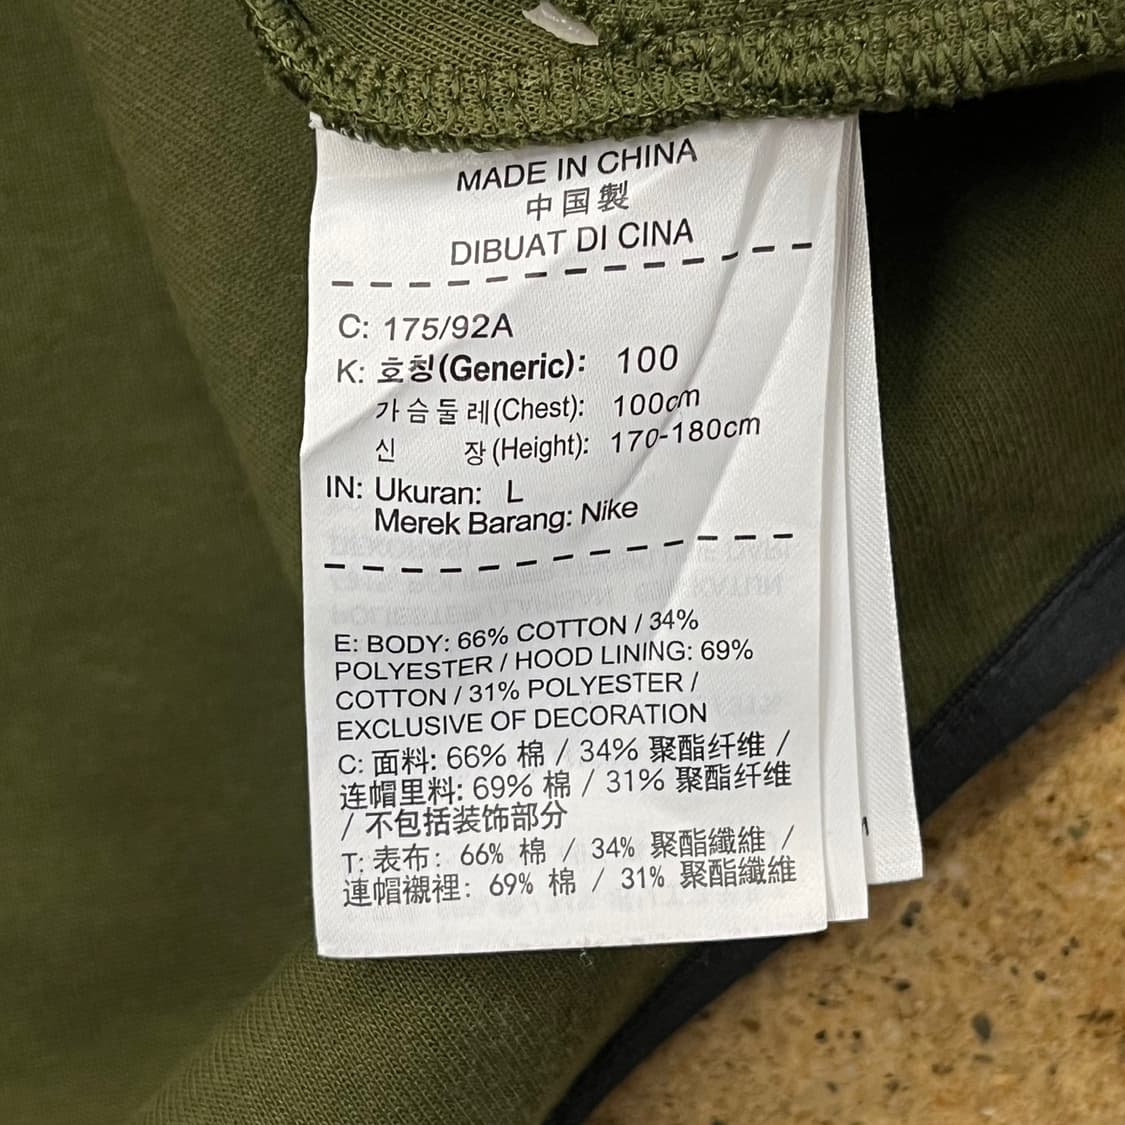 MADE IN CHINA
中国製
DIBUAT DI CINA
C: 175/92A
K: 호칭(Generic): 100
가슴둘레(Chest): 100cm
신 장(Height): 170-180cm
IN: Ukuran: L
Merek Barang: Nike
E: BODY: 66% COTTON / 34%
POLYESTER / HOOD LINING: 69%
COTTON / 31% POLYESTER /
EXCLUSIVE OF DECORATION
C: 面料: 66% 棉 / 34% 聚酯纤维 /
连帽里料: 69% 棉 / 31% 聚酯纤维
/ 不包括装饰部分
T: 表布: 66% 棉 / 34% 聚酯纖維 /
連帽襯裡: 69% 棉 / 31% 聚酯纖維